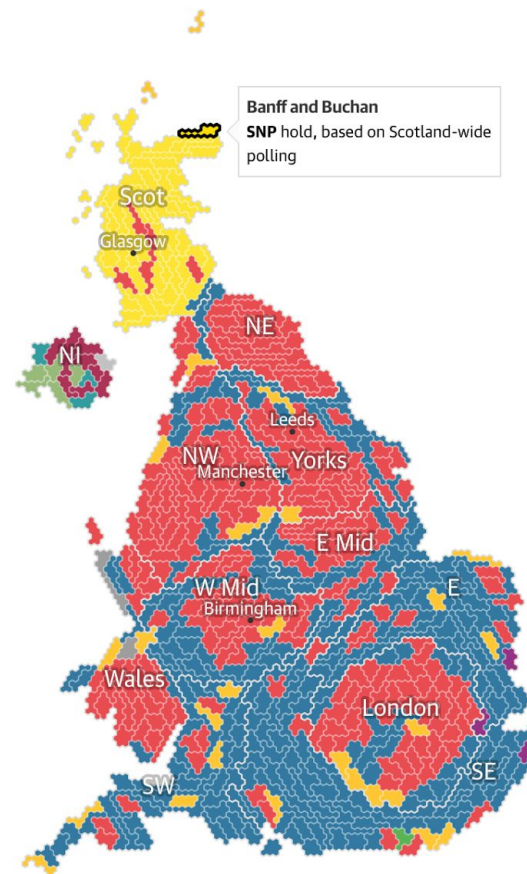 Banff and Buchan
SNP hold, based on Scotland-wide
polling
Scot
Glasgow
NE
NI
Leeds
NW
Yorks
Manchester
E Mid
W Mid
E
Birmingham
Wales
London
SE
SW